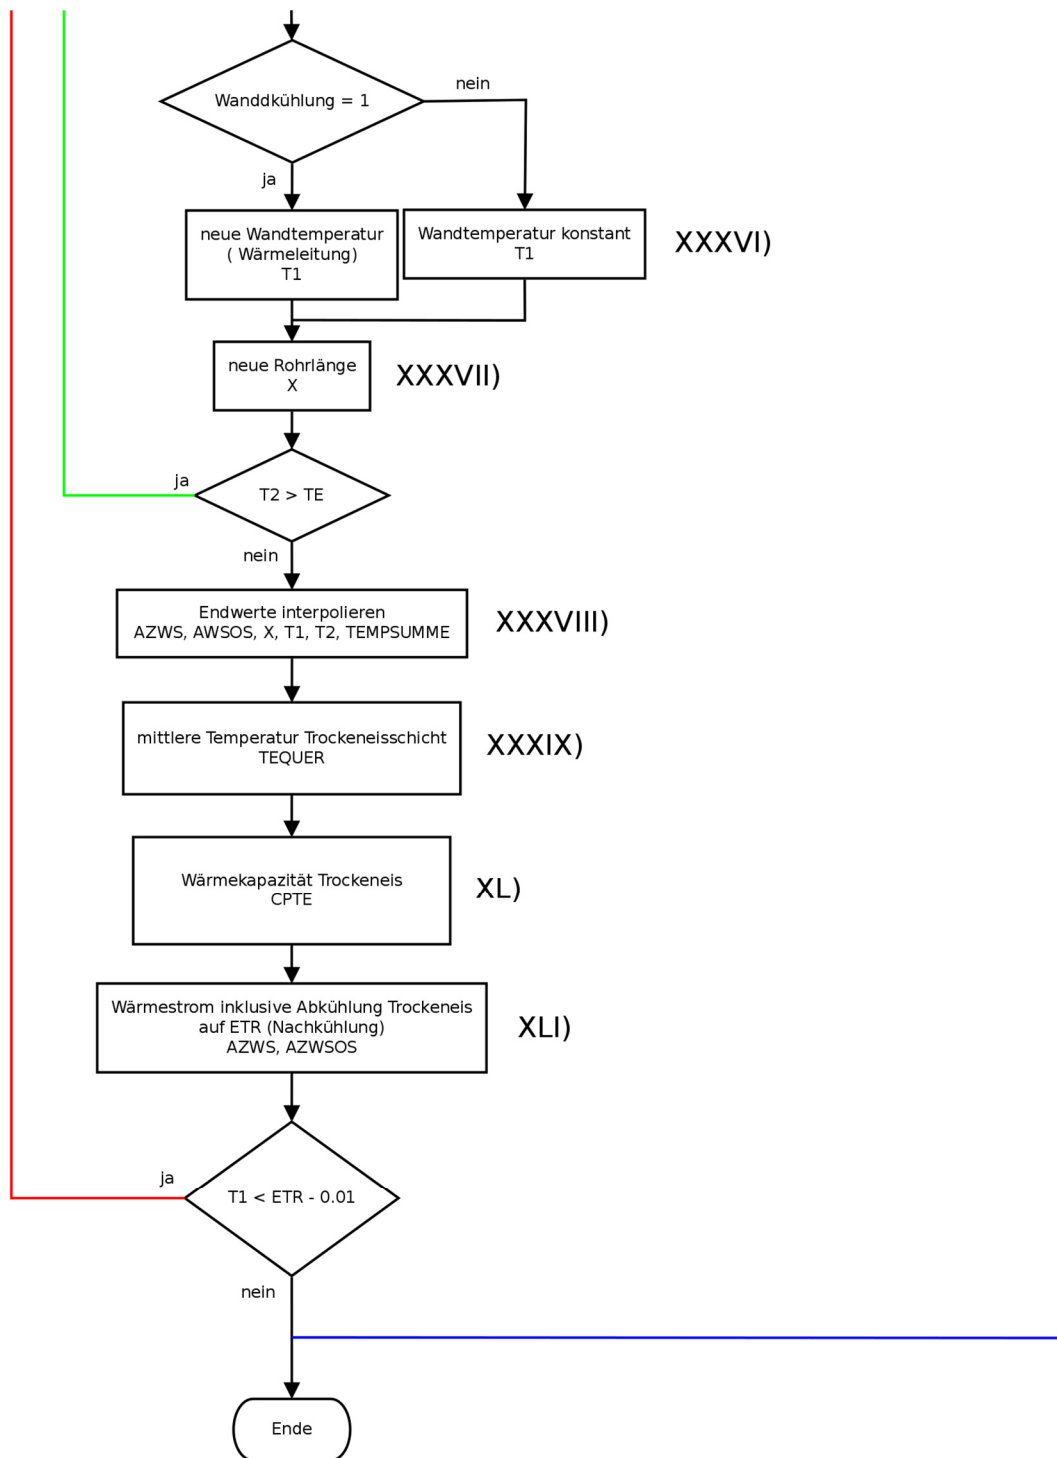 Wanddkühlung = 1
nein
ja
neue Wandtemperatur
( Wärmeleitung)
T1
Wandtemperatur konstant
T1
XXXVI)
neue Rohrlänge
X
XXXVII)
ja
T2 > TE
nein
Endwerte interpolieren
AZWS, AWSOS, X, T1, T2, TEMPSUMME
XXXVIII)
mittlere Temperatur Trockeneisschicht
TEQUER
XXXIX)
Wärmekapazität Trockeneis
CPTE
XL)
Wärmestrom inklusive Abkühlung Trockeneis
auf ETR (Nachkühlung)
AZWS, AZWSOS
XLI)
ja
T1 < ETR - 0.01
nein
Ende